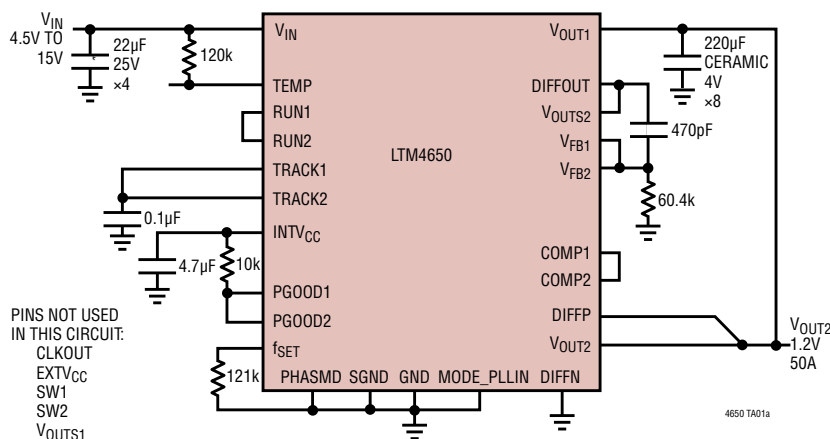 V_IN
4.5V TO
15V
22µF
25V
×4
120k
V_IN
TEMP
RUN1
RUN2
TRACK1
TRACK2
0.1µF
INTV_CC
4.7µF
10k
PGOOD1
PGOOD2
f_SET
121k
PHASMD
SGND
GND
MODE_PLLIN
DIFFN
LTM4650
V_OUT1
DIFFOUT
V_OUTS2
V_FB1
V_FB2
COMP1
COMP2
DIFFP
V_OUT2
220µF
CERAMIC
4V
×8
470pF
60.4k
V_OUT2
1.2V
50A
PINS NOT USED
IN THIS CIRCUIT:
CLKOUT
EXTV_CC
SW1
SW2
V_OUTS1
4650 TA01a